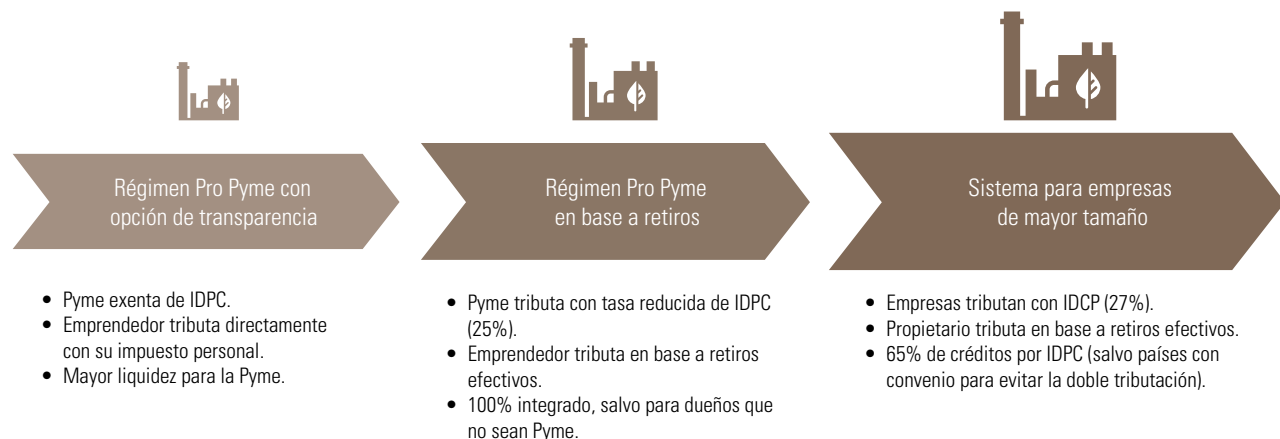 Régimen Pro Pyme con
opción de transparencia
• Pyme exenta de IDPC.
• Emprendedor tributa directamente
con su impuesto personal.
• Mayor liquidez para la Pyme.
Régimen Pro Pyme
en base a retiros
• Pyme tributa con tasa reducida de IDPC
(25%).
• Emprendedor tributa en base a retiros
efectivos.
• 100% integrado, salvo para dueños que
no sean Pyme.
Sistema para empresas
de mayor tamaño
• Empresas tributan con IDCP (27%).
• Propietario tributa en base a retiros efectivos.
• 65% de créditos por IDPC (salvo países con
convenio para evitar la doble tributación).